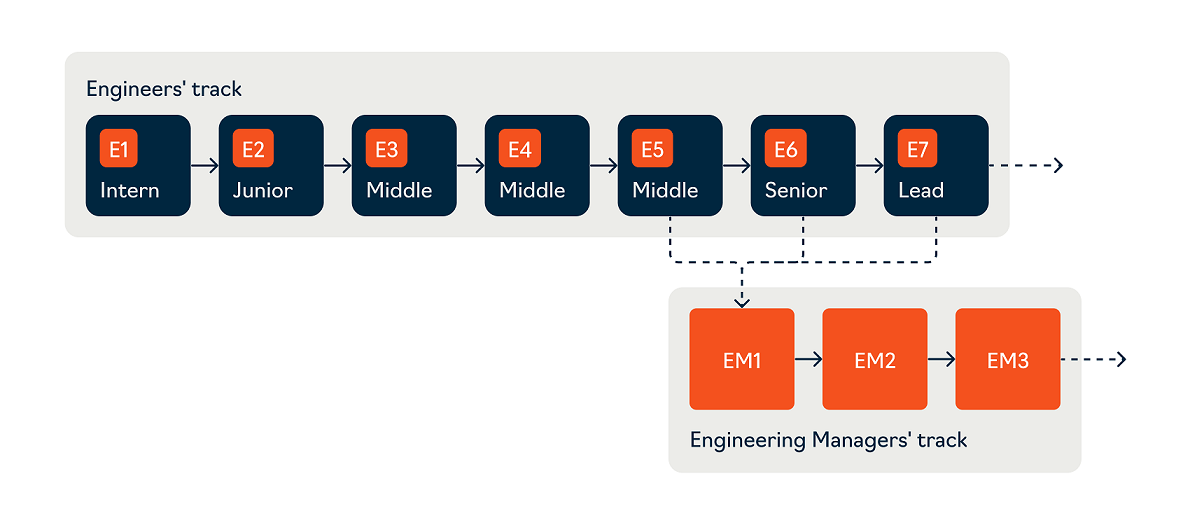 Engineers' track
E1
Intern
E2
Junior
E3
Middle
E4
Middle
E5
Middle
E6
Senior
E7
Lead
EM1
EM2
EM3
Engineering Managers' track